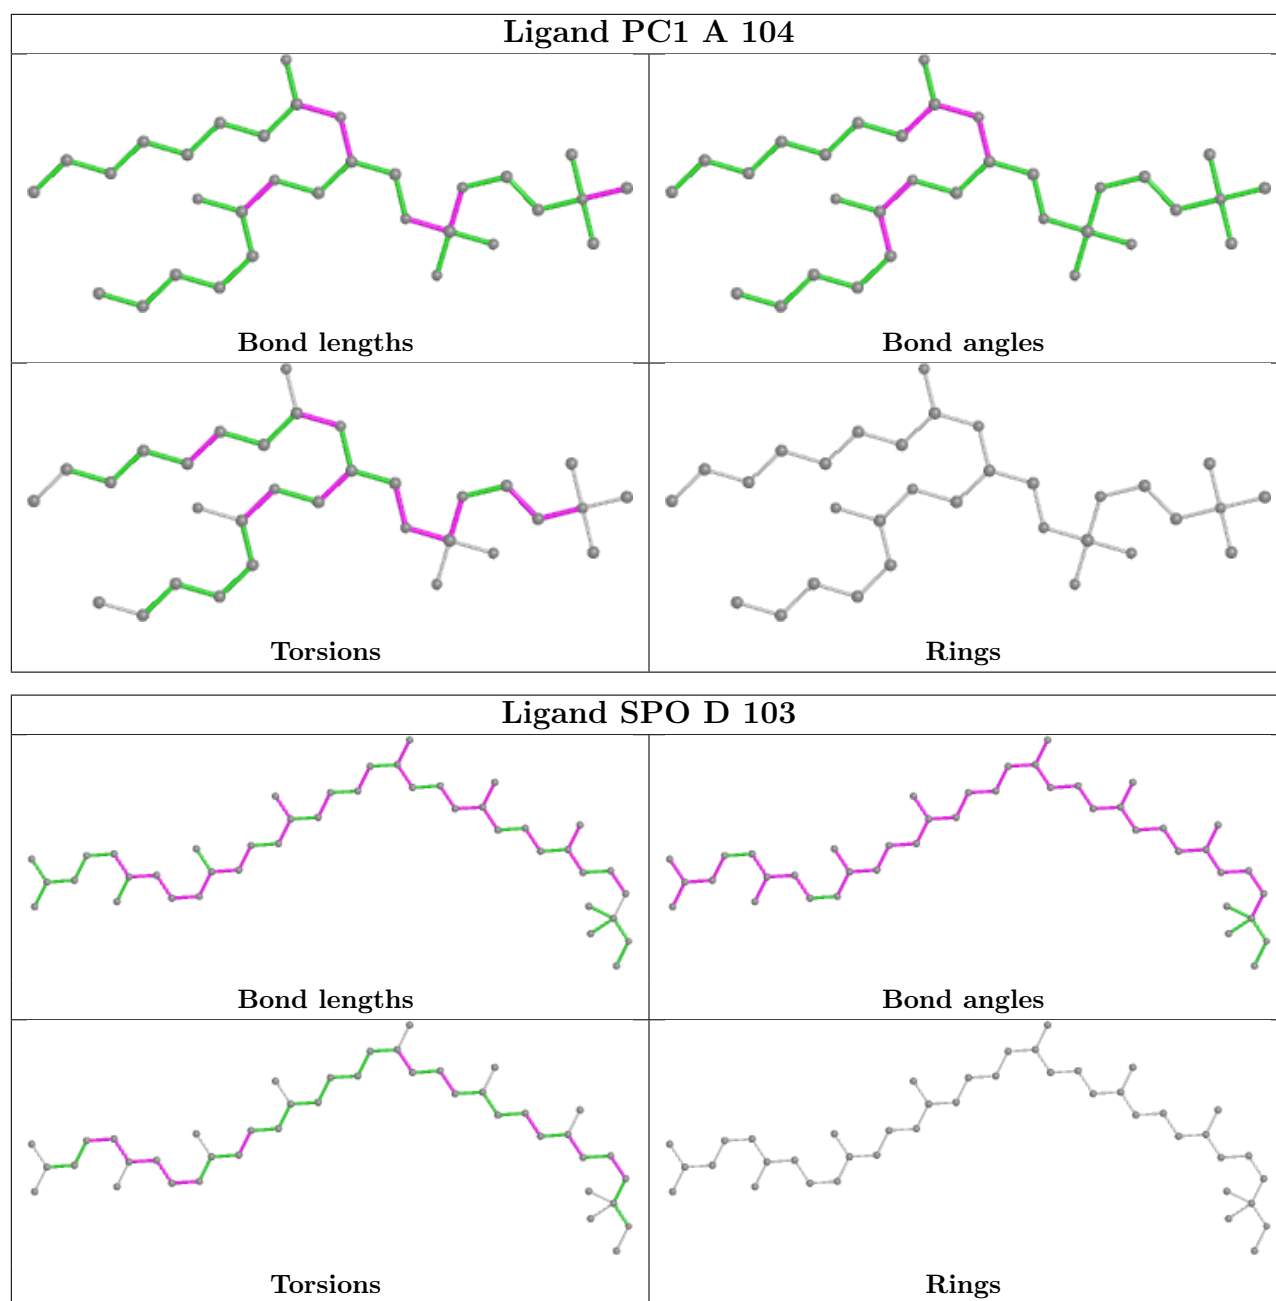 Ligand PC1 A 104
Bond lengths
Bond angles
Torsions
Rings
Ligand SPO D 103
Bond lengths
Bond angles
Torsions
Rings